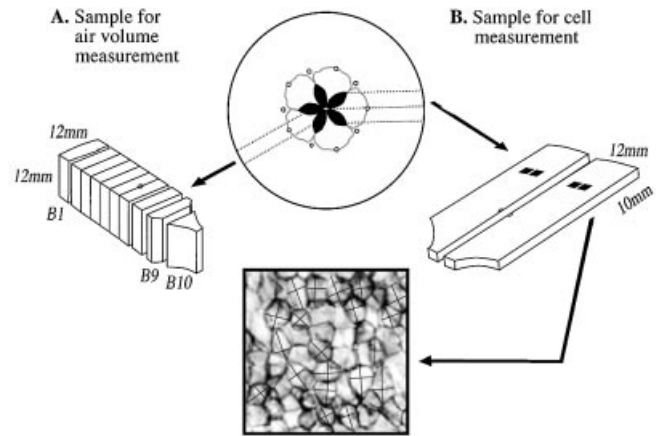 A. Sample for
air volume
measurement
B. Sample for cell
measurement
12mm
12mm
B1
B9 B10
12mm
10mm